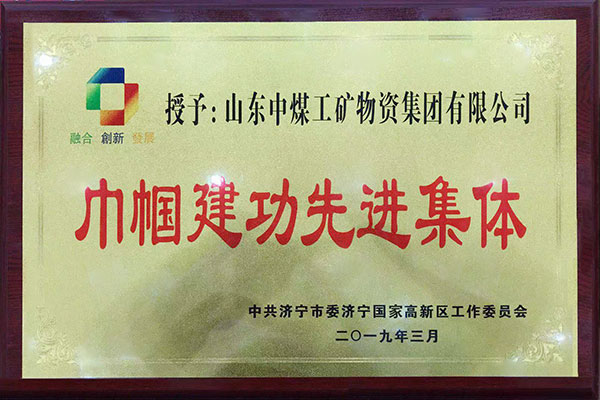 授予：山东中煤工矿物资集团有限公司
融合 創新 發展
巾帼建功先进集体
中共济宁市委济宁国家高新区工作委员会
二〇一九年三月